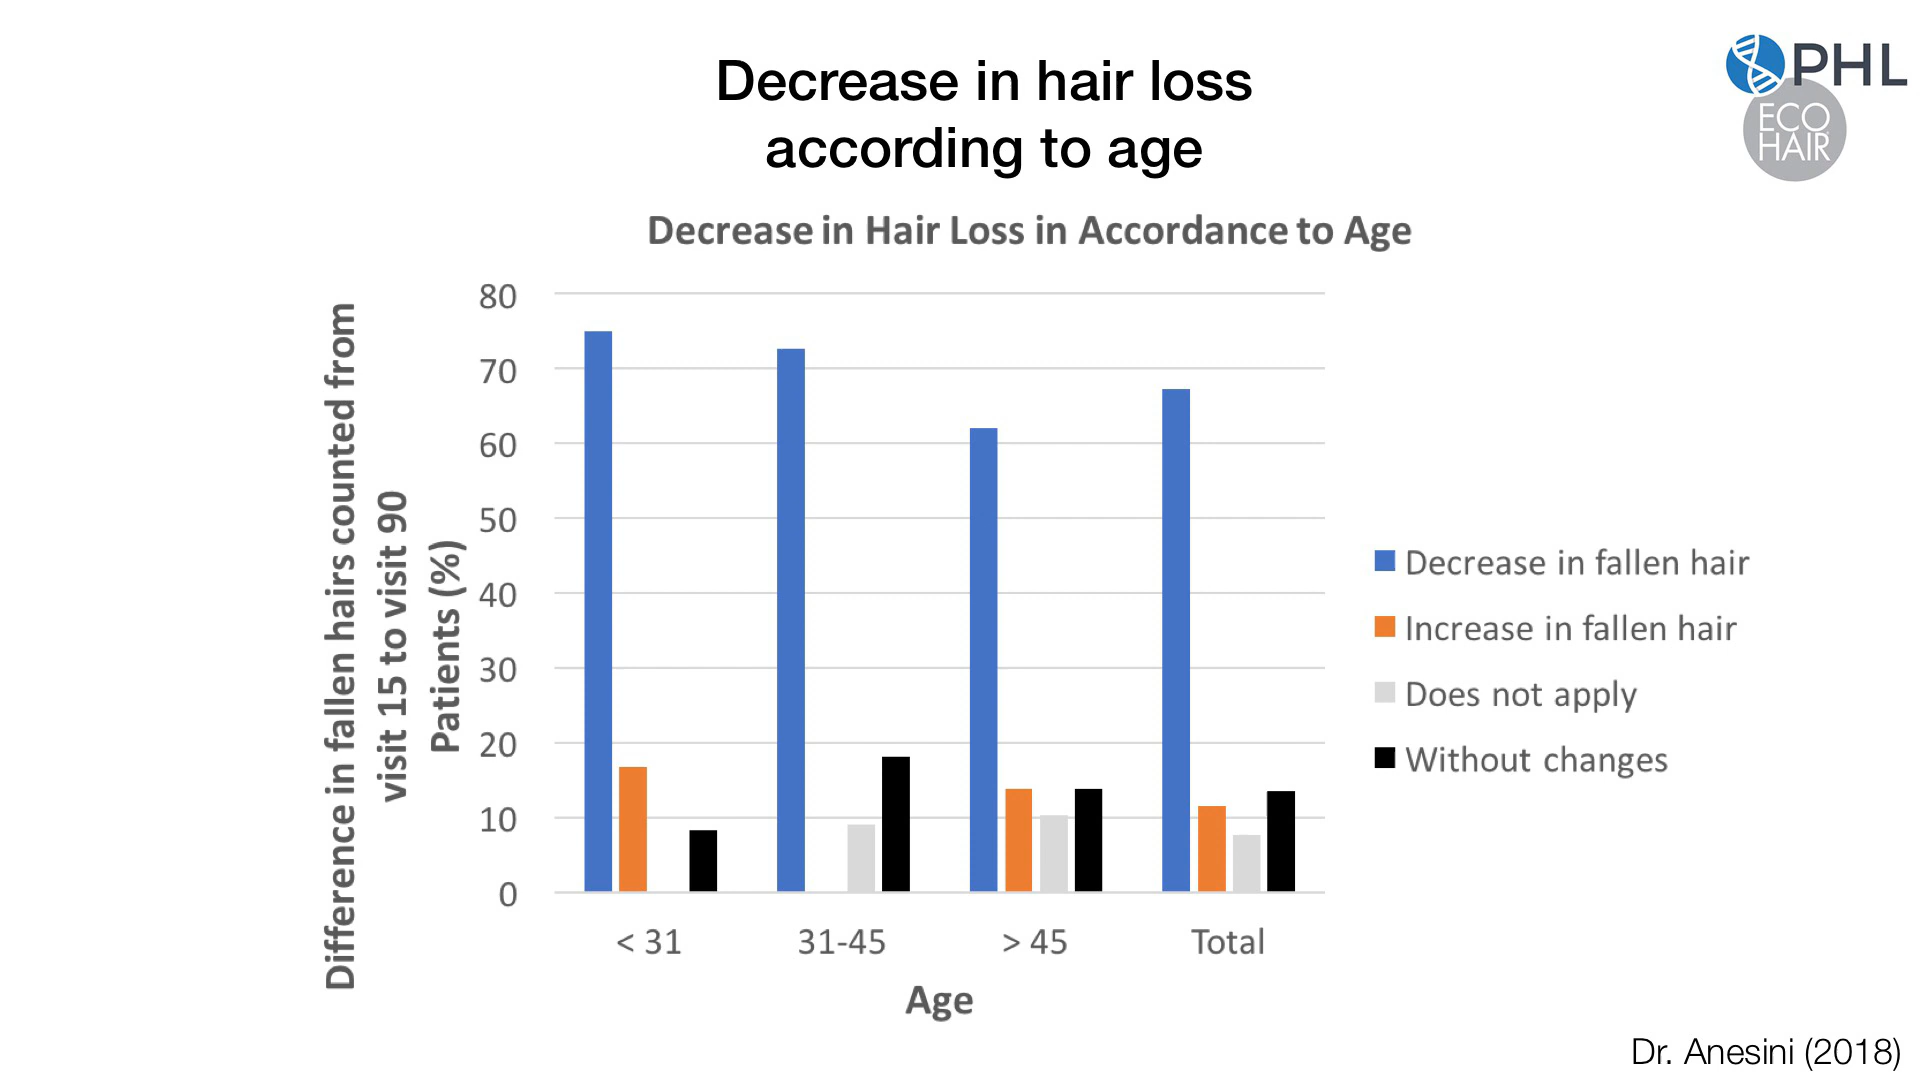 Decrease in hair loss
according to age
PHL
ECO
HAIR
Decrease in Hair Loss in Accordance to Age
Difference in fallen hairs counted from
visit 15 to visit 90
Patients (%)
80
70
60
50
40
30
20
10
0
< 31
31-45
> 45
Total
Age
Decrease in fallen hair
Increase in fallen hair
Does not apply
Without changes
Dr. Anesini (2018)